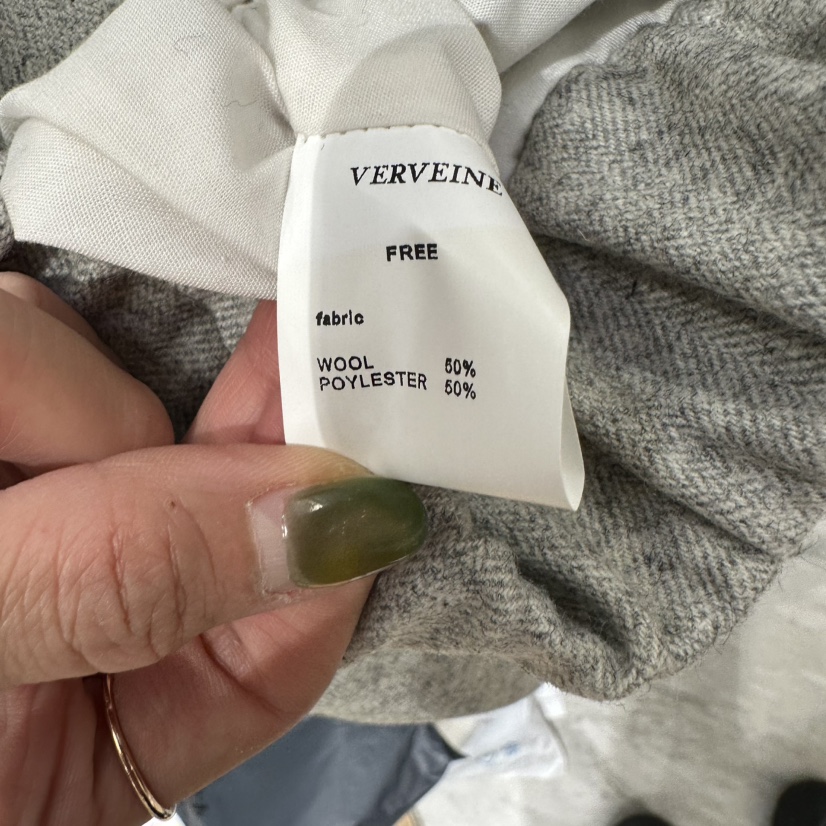 VERVEINE
FREE
fabric
WOOL 50%
POYLESTER 50%